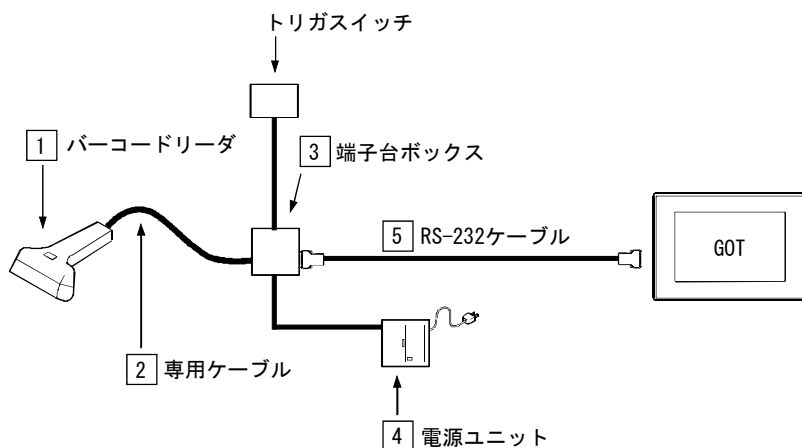 トリガスイッチ
1 バーコードリーダ
3 端子台ボックス
5 RS-232ケーブル
GOT
2 専用ケーブル
4 電源ユニット